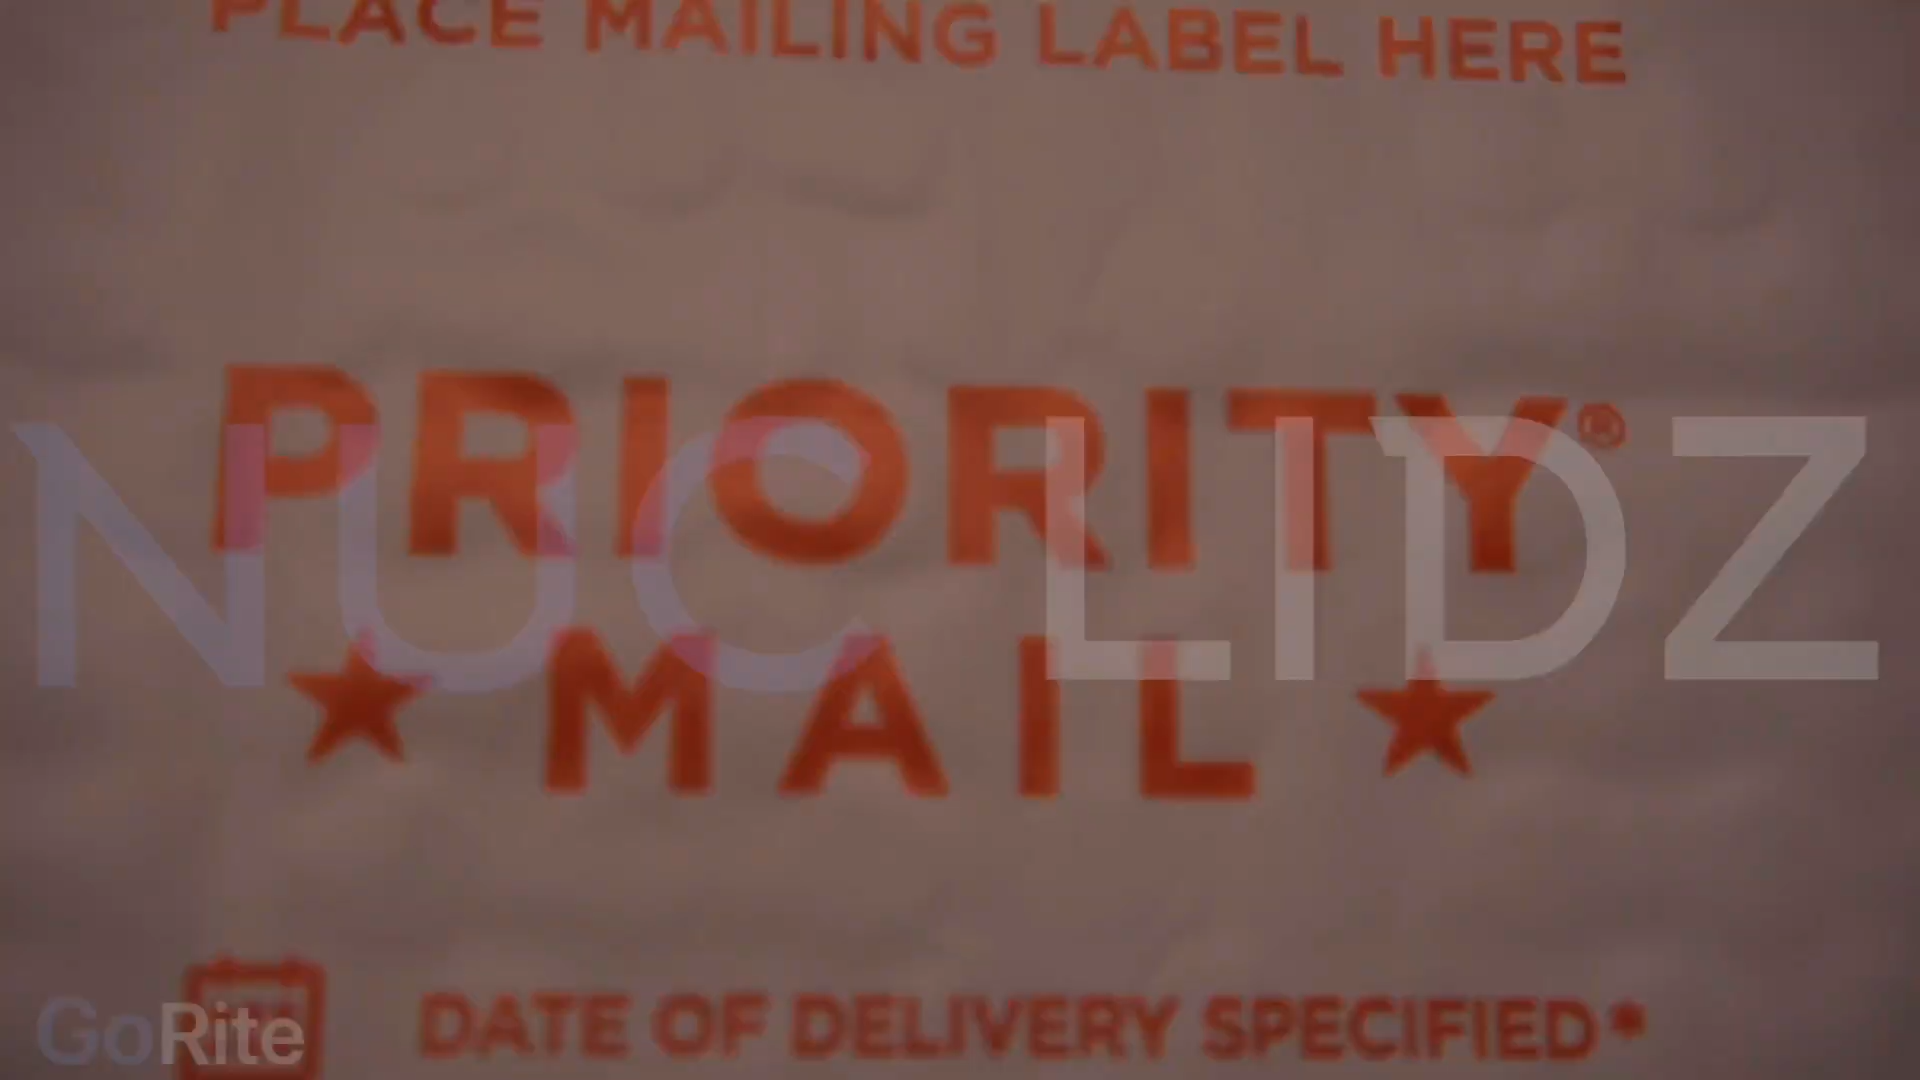 PLACE MAILING LABEL HERE
PRIORITY®
NUC LIDZ
★ MAIL ★
GoRite
DATE OF DELIVERY SPECIFIED*